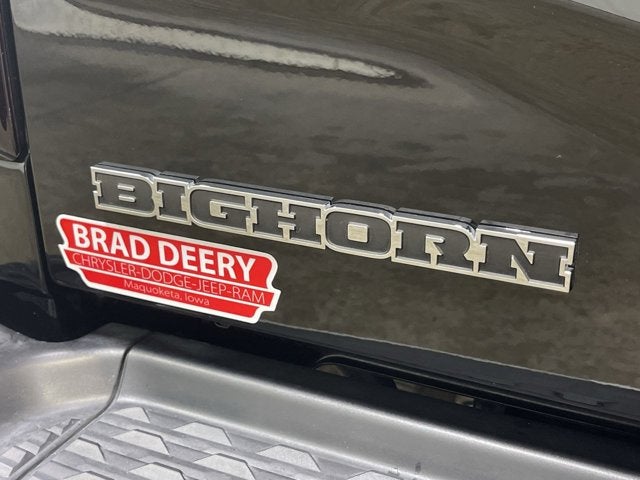 BIGHORN
BRAD DEERY
CHRYSLER-DODGE-JEEP-RAM
Maquoketa, Iowa